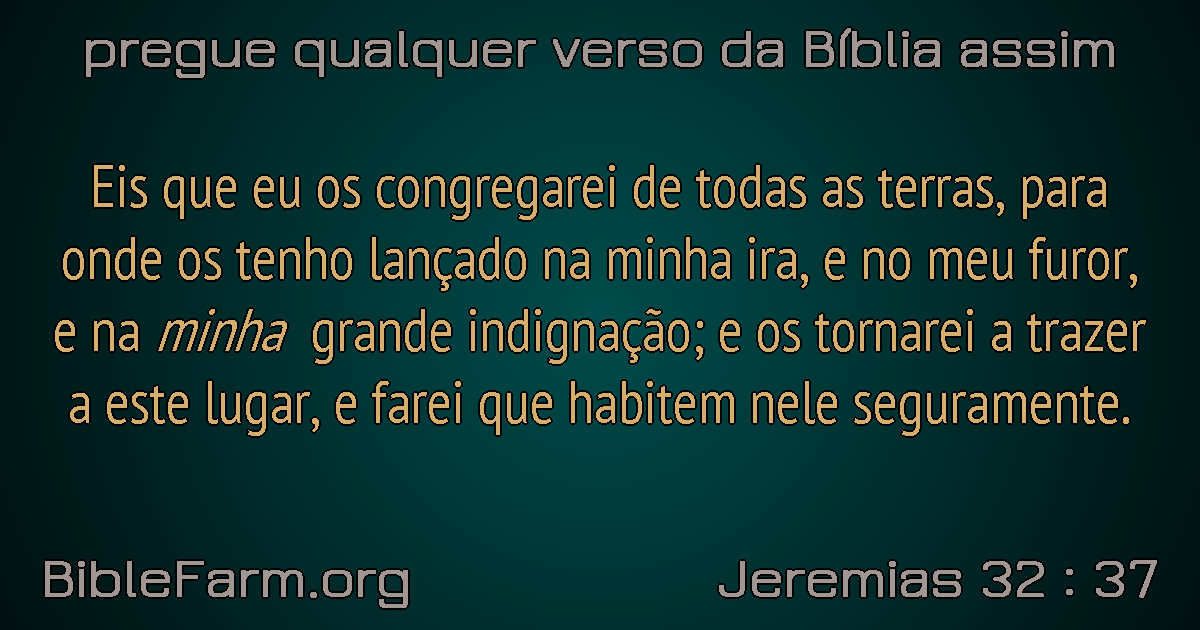 pregue qualquer verso da Bíblia assim
Eis que eu os congregarei de todas as terras, para
onde os tenho lançado na minha ira, e no meu furor,
e na minha grande indignação; e os tornarei a trazer
a este lugar, e farei que habitem nele seguramente.
BibleFarm.org
Jeremias 32 : 37